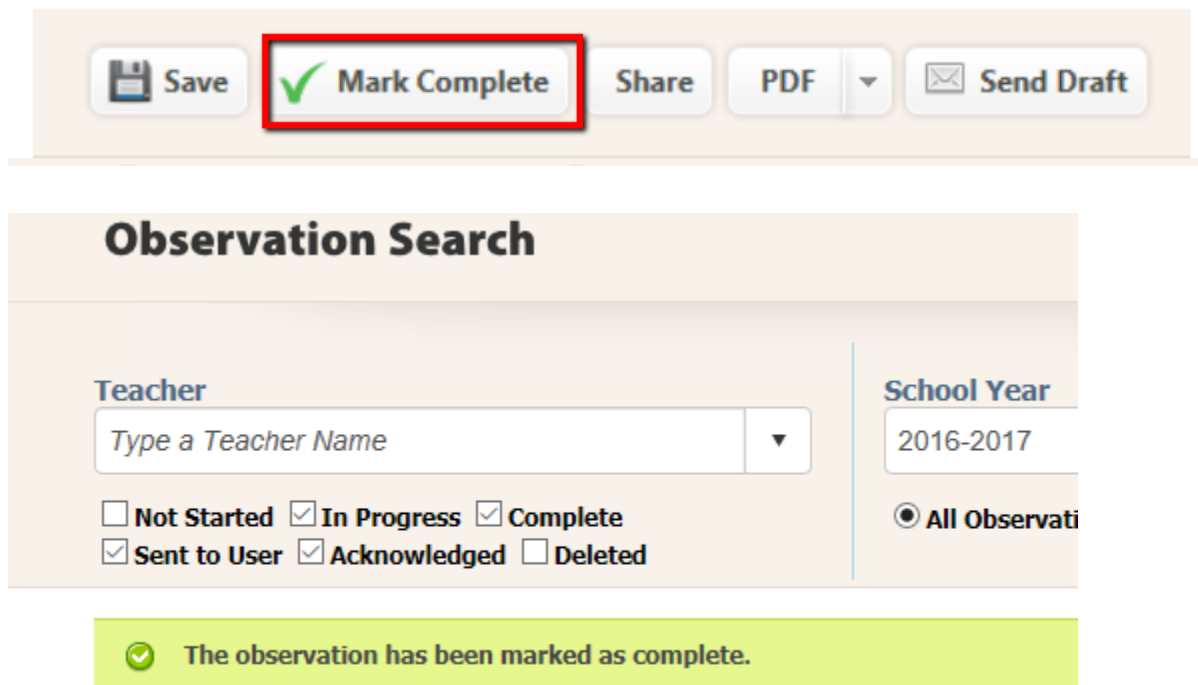 Save Mark Complete Share PDF Send Draft
Observation Search
Teacher
Type a Teacher Name
Not Started In Progress Complete
Sent to User Acknowledged Deleted
School Year
2016-2017
All Observati
The observation has been marked as complete.